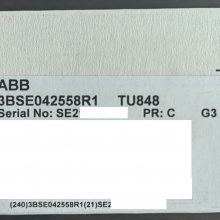 ABB
3BSE042558R1 TU848
Serial No: SE2 PR: C G3
(240)3BSE042558R1(21)SE2